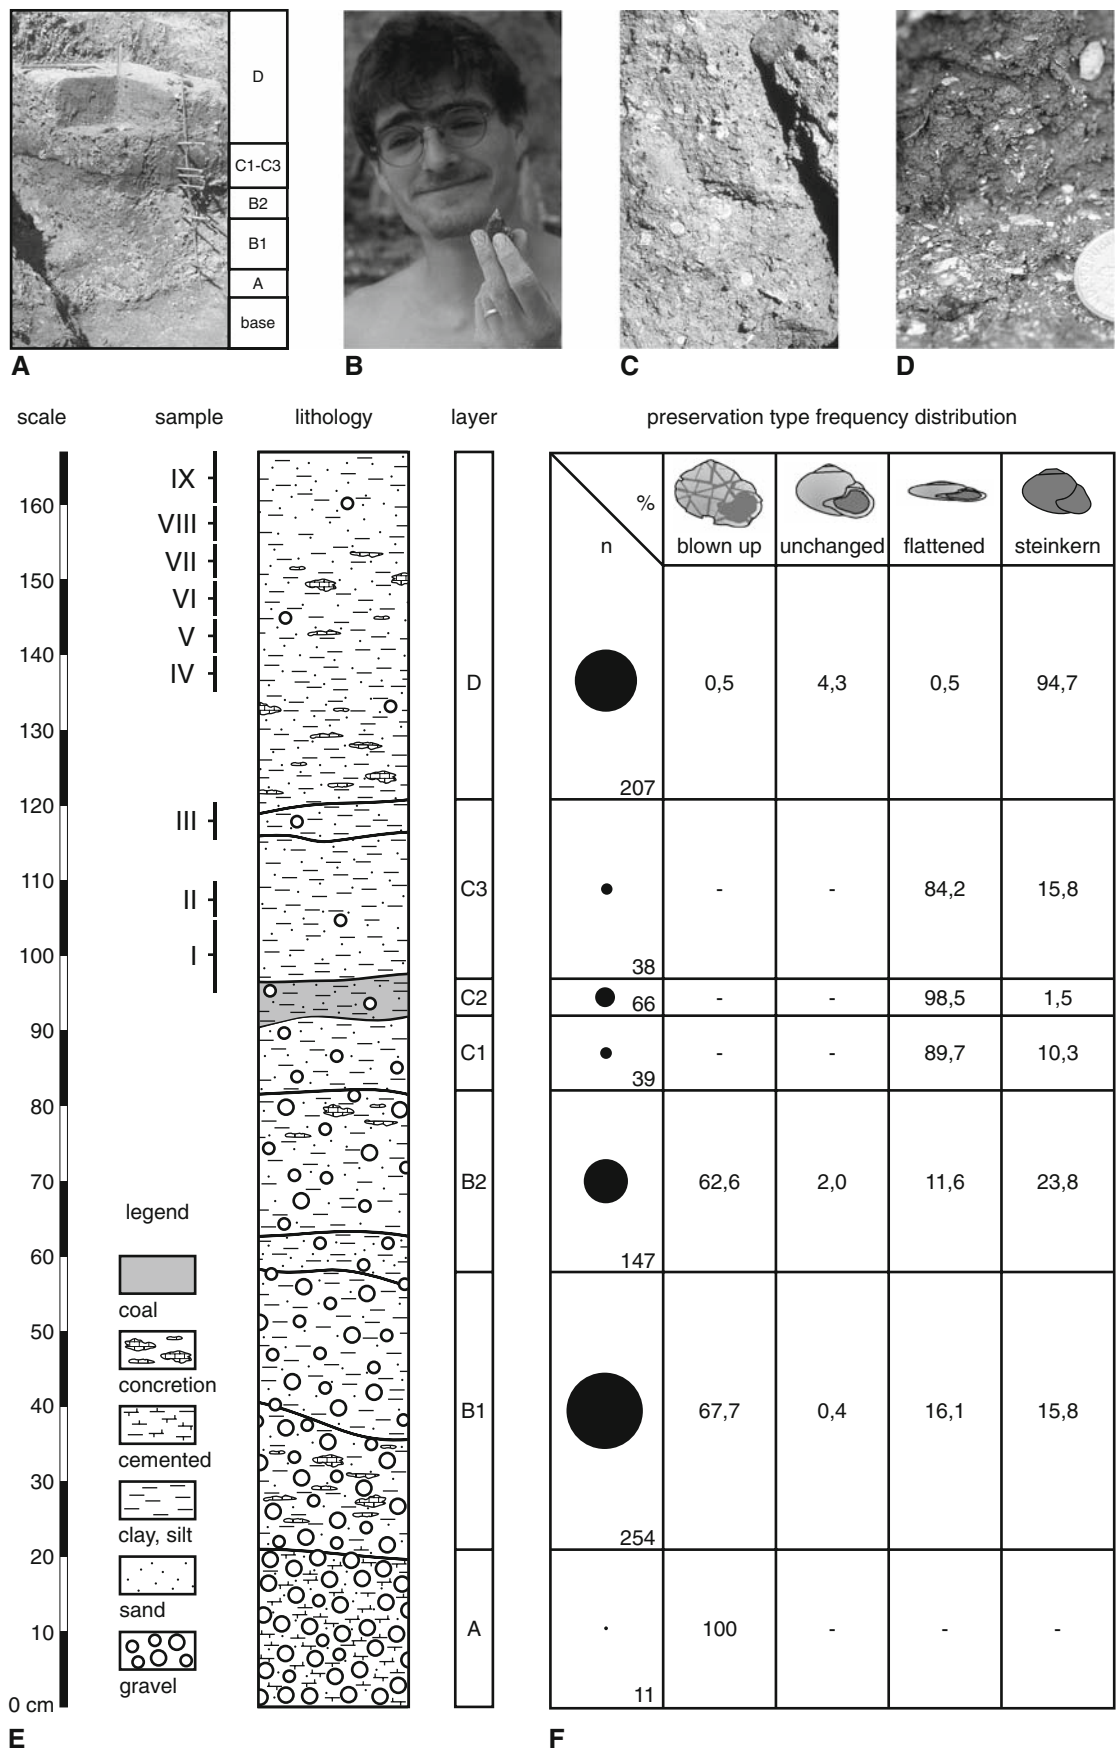 D
C1-C3
B2
B1
A
base
A
B
C
D
scale
sample
lithology
layer
preservation type frequency distribution
160
150
140
130
120
110
100
90
80
70
60
50
40
30
20
10
0 cm
IX
VIII
VII
VI
V
IV
III
II
I
legend
coal
concretion
cemented
clay, silt
sand
gravel
% 
n
blown up
unchanged
flattened
steinkern
D
207
0,5
4,3
0,5
94,7
C3
38
-
-
84,2
15,8
C2
66
-
-
98,5
1,5
C1
39
-
-
89,7
10,3
B2
147
62,6
2,0
11,6
23,8
B1
254
67,7
0,4
16,1
15,8
A
11
100
-
-
-
E
F